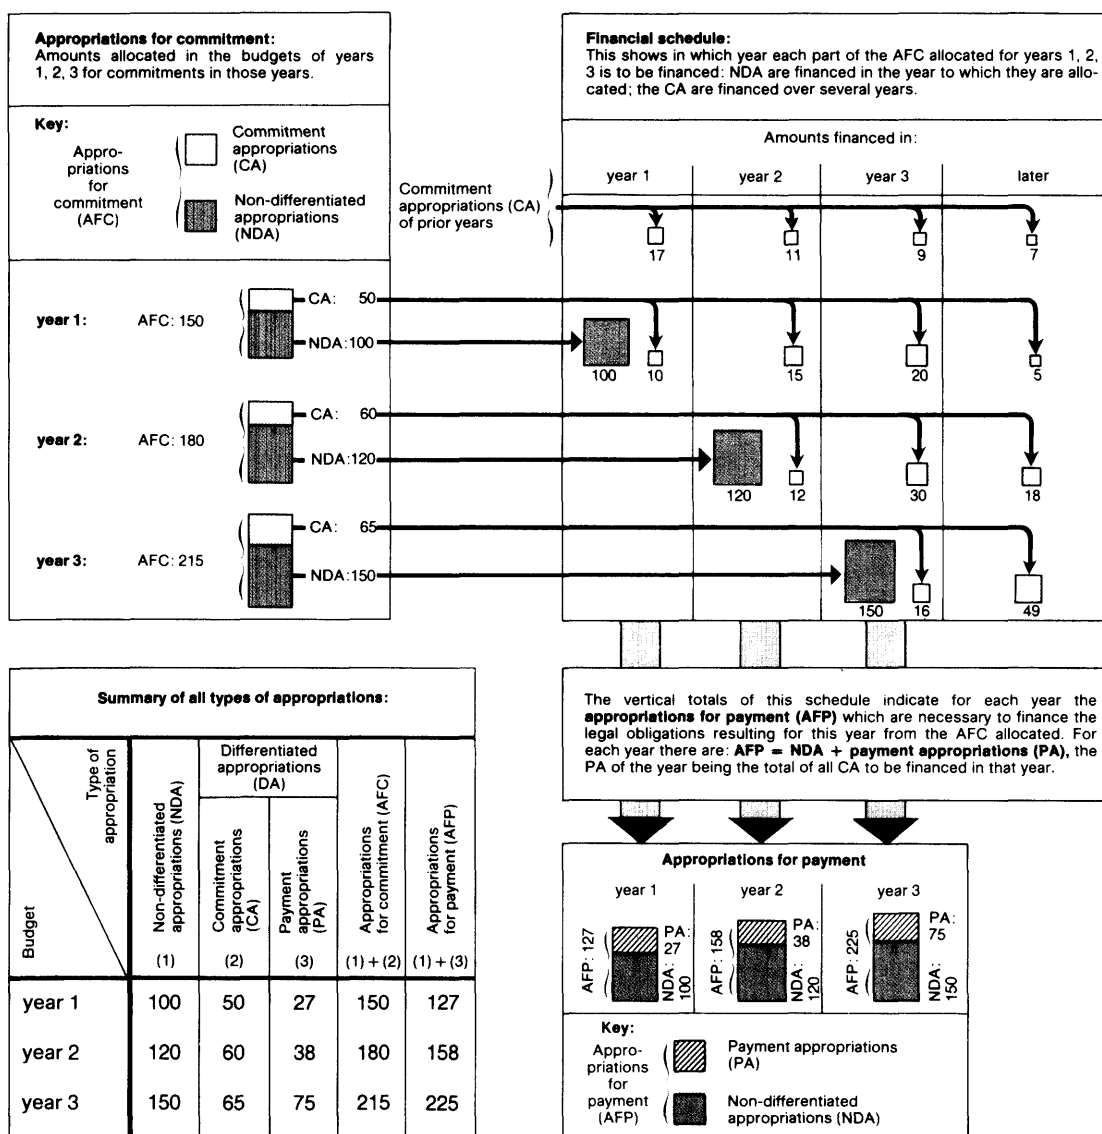 Appropriations for commitment:
Amounts allocated in the budgets of years
1, 2, 3 for commitments in those years.
Key:
Appro-
priations
for
commitment
(AFC)
Commitment
appropriations
(CA)
Non-differentiated
appropriations
(NDA)
Financial schedule:
This shows in which year each part of the AFC allocated for years 1, 2,
3 is to be financed: NDA are financed in the year to which they are allo-
cated; the CA are financed over several years.
Amounts financed in:
year 1 year 2 year 3 later
Commitment
appropriations (CA)
of prior years
17 11 9 7
year 1: AFC: 150
CA: 50
NDA: 100
100 10 15 20 5
year 2: AFC: 180
CA: 60
NDA: 120
120 12 30 18
year 3: AFC: 215
CA: 65
NDA: 150
150 16 49
The vertical totals of this schedule indicate for each year the
appropriations for payment (AFP) which are necessary to finance the
legal obligations resulting for this year from the AFC allocated. For
each year there are: AFP = NDA + payment appropriations (PA), the
PA of the year being the total of all CA to be financed in that year.
Summary of all types of appropriations:
Type of
appropriation
Budget
Non-differentiated
appropriations (NDA)
(1)
Differentiated
appropriations
(DA)
Commitment
appropriations
(CA)
(2)
Payment
appropriations
(PA)
(3)
Appropriations
for commitment (AFC)
(1) + (2)
Appropriations
for payment (AFP)
(1) + (3)
year 1 100 50 27 150 127
year 2 120 60 38 180 158
year 3 150 65 75 215 225
Appropriations for payment
year 1 year 2 year 3
AFP: 127
PA:
27
NDA:
100
AFP: 158
PA:
38
NDA:
120
AFP: 225
PA:
75
NDA:
150
Key:
Appro-
priations
for
payment
(AFP)
Payment appropriations
(PA)
Non-differentiated
appropriations (NDA)